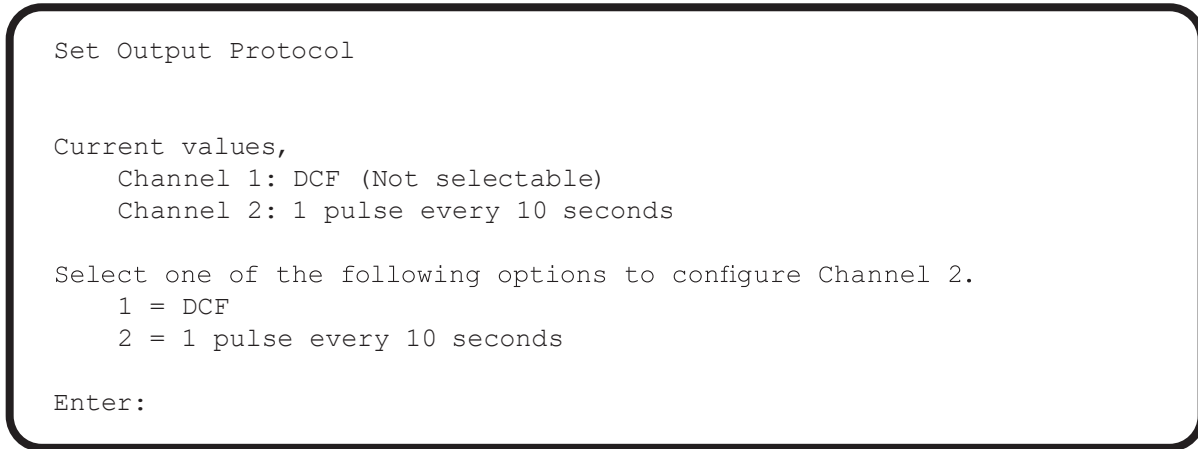 Set Output Protocol
Current values,
Channel 1: DCF (Not selectable)
Channel 2: 1 pulse every 10 seconds
Select one of the following options to configure Channel 2.
1 = DCF
2 = 1 pulse every 10 seconds
Enter: